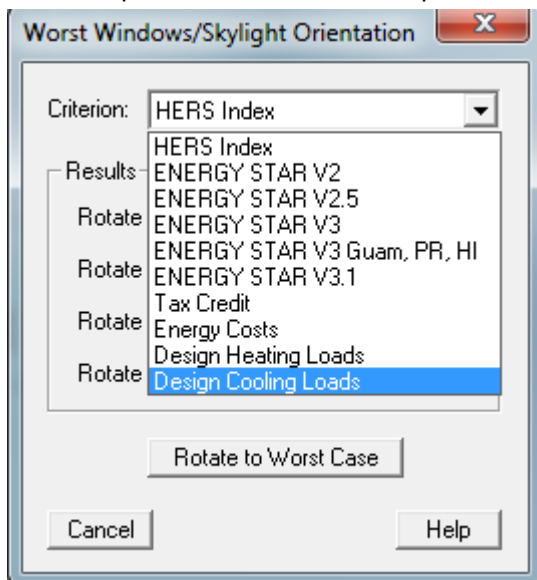 Worst Windows/Skylight Orientation
Criterion: HERS Index
HERS Index
Results ENERGY STAR V2
ENERGY STAR V2.5
Rotate ENERGY STAR V3
ENERGY STAR V3 Guam, PR, HI
Rotate ENERGY STAR V3.1
Tax Credit
Rotate Energy Costs
Design Heating Loads
Rotate Design Cooling Loads
Rotate to Worst Case
Cancel Help